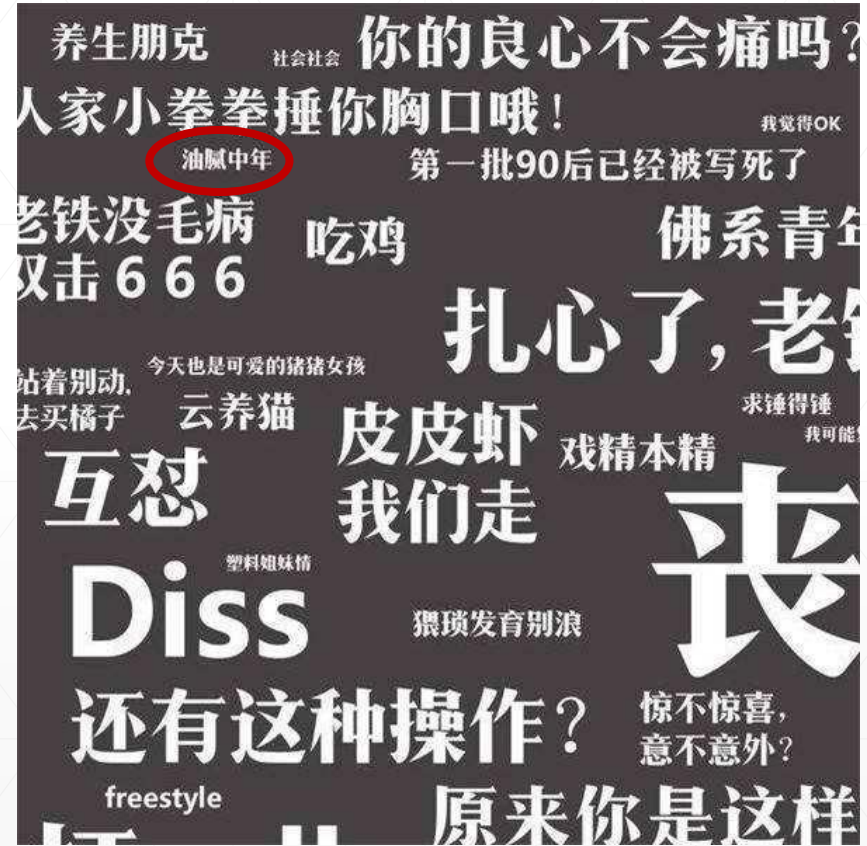 养生朋克
社会社会
你的良心不会痛吗?
人家小拳拳捶你胸口哦!
我觉得OK
油腻中年
第一批90后已经被写死了
老铁没毛病
双击666
吃鸡
佛系青年
扎心了,老
今天也是可爱的猪猪女孩
站着别动,
去买橘子
云养猫
求锤得锤
我可能
皮皮虾
我们走
戏精本精
互怼
丧
塑料姐妹情
Diss
猥琐发育别浪
还有这种操作?
惊不惊喜,
意不意外?
freestyle
原来你是这样